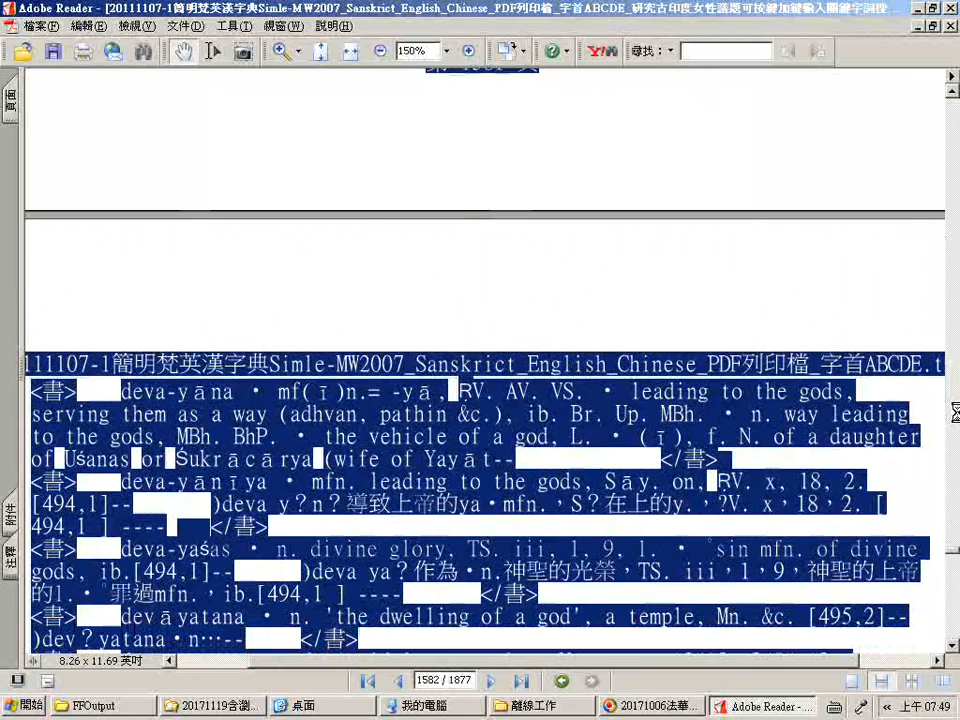 Adobe Reader - [20111107-1簡明梵英漢字典Simle-MW2007_Sanskrict_English_Chinese_PDF列印檔_字首ABCDE_研究古印度女性議題可按鍵加鍵輸入關鍵字詞搜
檔案(F) 編輯(E) 檢視(V) 文件(D) 工具(T) 視窗(W) 說明(H)
150% 尋找:
頁面
111107-1簡明梵英漢字典Simle-MW2007_Sanskrict_English_Chinese_PDF列印檔_字首ABCDE.t
<書> deva-yāna • mf(ī)n.= -yā, RV. AV. VS. • leading to the gods,
serving them as a way (adhvan, pathin &c.), ib. Br. Up. MBh. • n. way leading
to the gods, MBh. BhP. • the vehicle of a god, L. • (ī), f. N. of a daughter
of Uśanas or Śukrācārya (wife of Yayāt-- </書>
<書> deva-yānīya • mfn. leading to the gods, Sāy. on, RV. x, 18, 2.
[494,1]-- )deva y?n?導致上帝的ya•mfn.,S?在上的y. ,?V. x,18,2. [
494,1 ] ---- </書>
<書> deva-yaśas • n. divine glory, TS. iii, 1, 9, 1. • °sin mfn. of divine
gods, ib.[494,1]-- )deva ya?作為•n.神聖的光榮,TS. iii,1,9,神聖的上帝
的1.•°罪過mfn.,ib.[494,1 ] ---- </書>
<書> devāyatana • n. 'the dwelling of a god', a temple, Mn. &c. [495,2]--
)dev?yatana•n…-- </書>
附件
注釋
8.26 x 11.69 英吋
1582 / 1877
開始 FFOutput 20171119含瀏... 桌面 我的電腦 離線工作 20171006法華... Adobe Reader - [... 上午 07:49